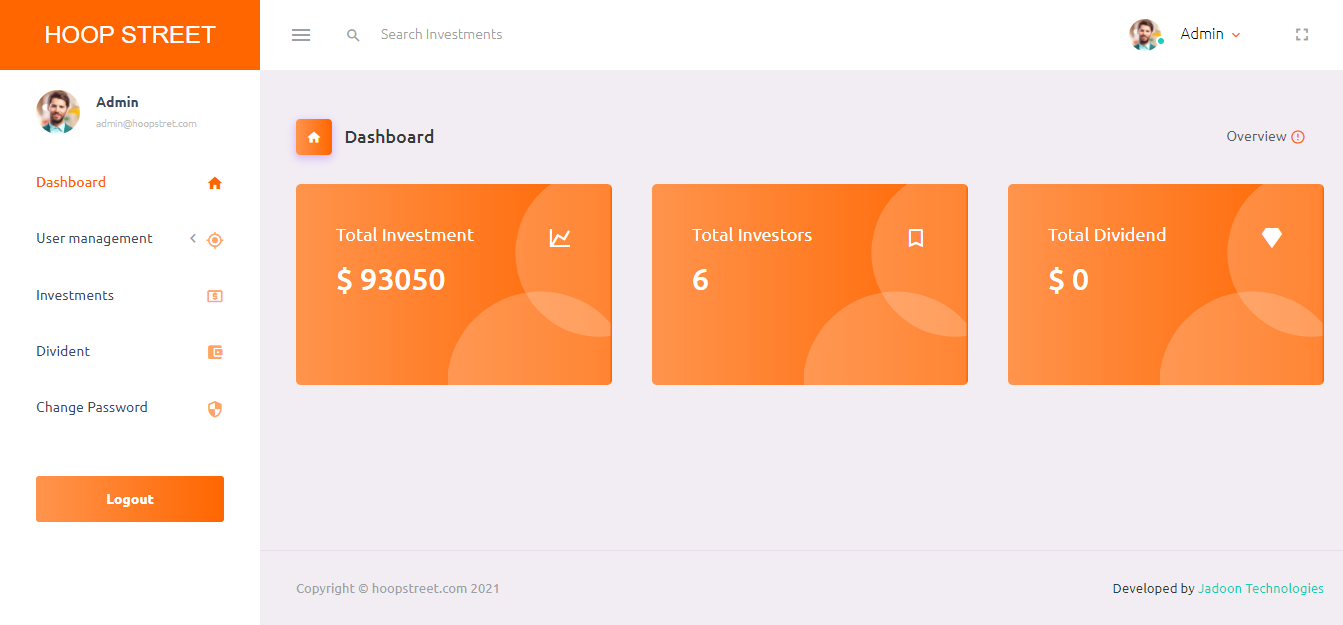 HOOP STREET
Search Investments
Admin
Admin
admin@hoopstret.com
Dashboard
User management
Investments
Divident
Change Password
Logout
Dashboard
Overview
Total Investment
$ 93050
Total Investors
6
Total Dividend
$ 0
Copyright © hoopstreet.com 2021
Developed by Jadoon Technologies